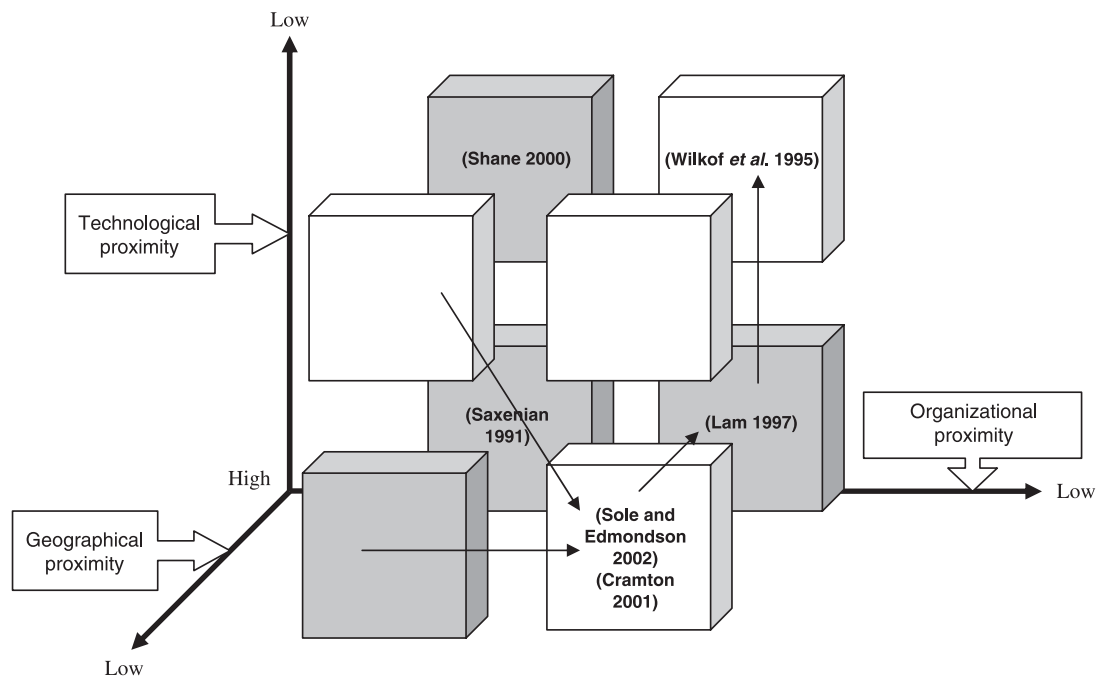 Low
(Shane 2000)
(Wilkof et al. 1995)
Technological
proximity
(Saxenian
1991)
(Lam 1997)
Organizational
proximity
High
Low
(Sole and
Edmondson
2002)
(Cramton
2001)
Geographical
proximity
Low